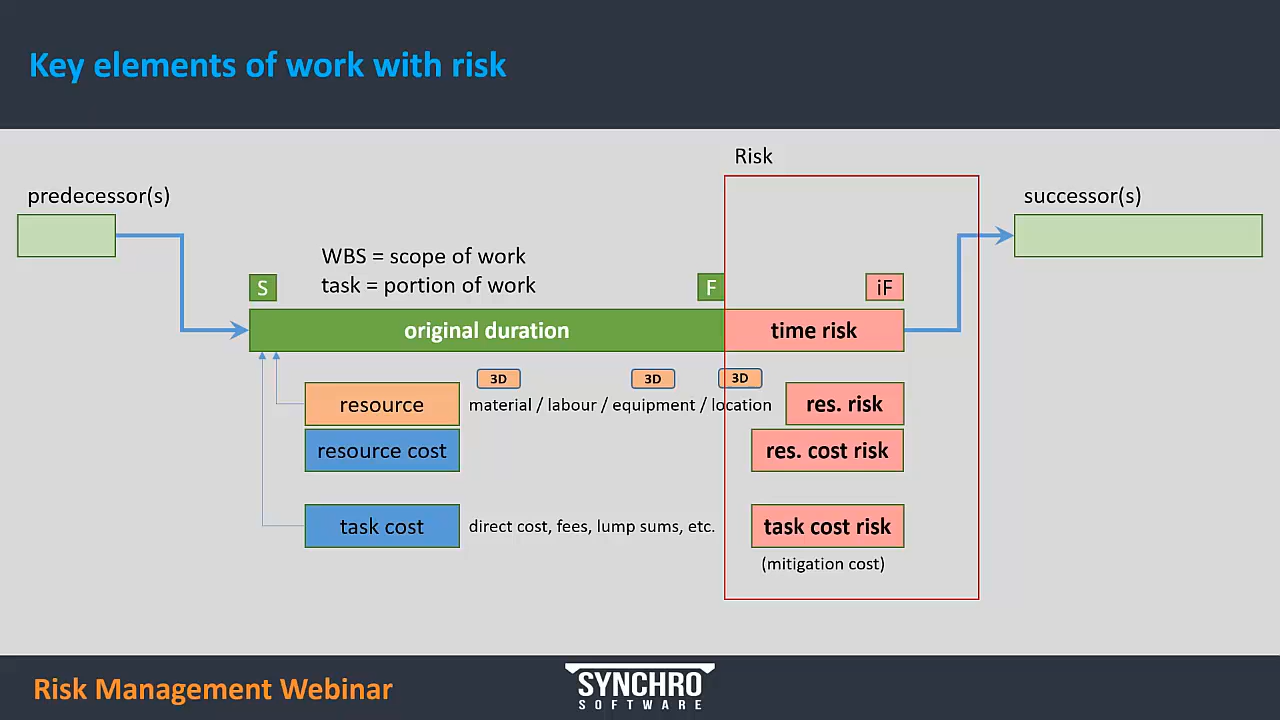 Key elements of work with risk
Risk
predecessor(s)
successor(s)
WBS = scope of work
task = portion of work
S
F
iF
original duration
time risk
3D
3D
3D
resource
material / labour / equipment / location
res. risk
resource cost
res. cost risk
task cost
direct cost, fees, lump sums, etc.
task cost risk
(mitigation cost)
Risk Management Webinar
SYNCHRO
SOFTWARE